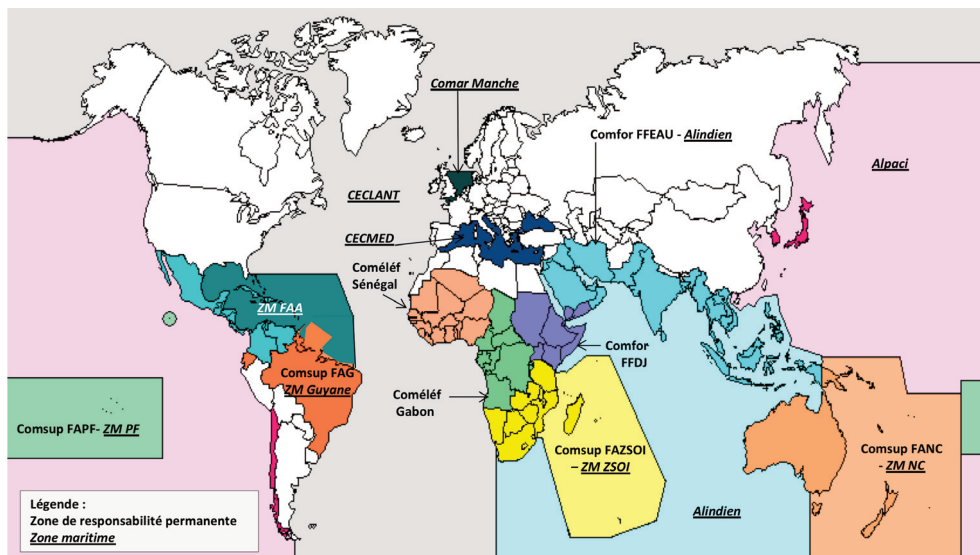 Comar Manche
Comfor FFEAU - Alindien
Alpaci
CECLANT
CECMED
Coméléf
Sénégal
ZM FAA
Comfor
FFDJ
Comsup FAG
ZM Guyane
Coméléf
Gabon
Comsup FAPF- ZM PF
Comsup FAZSOI
– ZM ZSOI
Comsup FANC
- ZM NC
Alindien
Légende :
Zone de responsabilité permanente
Zone maritime